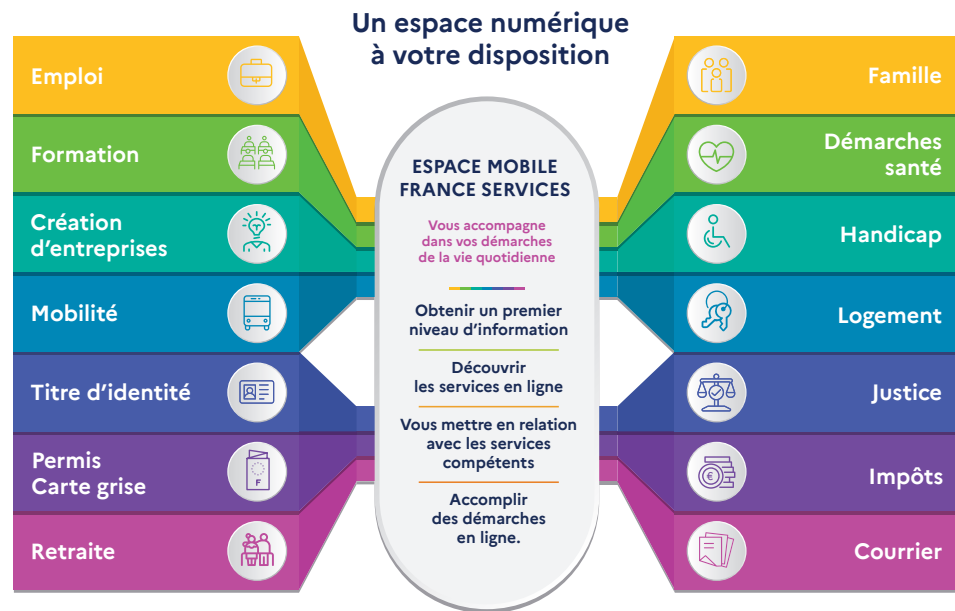 Un espace numérique
à votre disposition
Emploi
Formation
Création
d'entreprises
Mobilité
Titre d'identité
Permis
Carte grise
F
Retraite
ESPACE MOBILE
FRANCE SERVICES
Vous accompagne
dans vos démarches
de la vie quotidienne
Obtenir un premier
niveau d'information
Découvrir
les services en ligne
Vous mettre en relation
avec les services
compétents
Accomplir
des démarches
en ligne.
Famille
Démarches
santé
Handicap
Logement
Justice
€
Impôts
Courrier